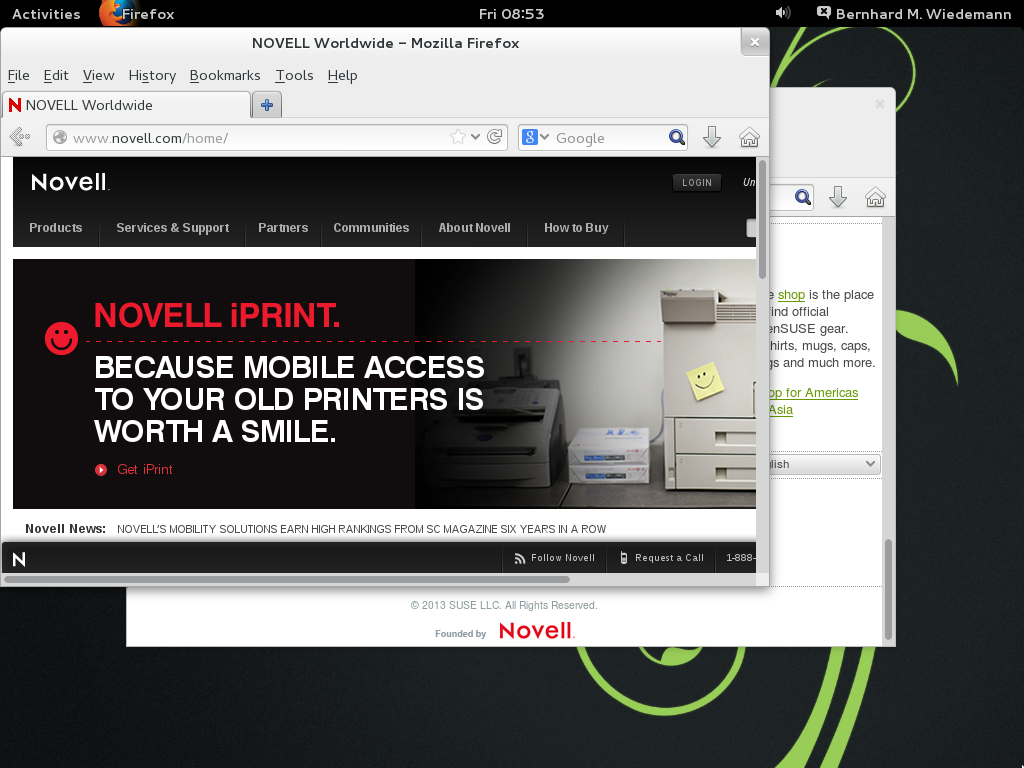 Activities Firefox Fri 08:53 Bernhard M. Wiedemann
NOVELL Worldwide – Mozilla Firefox
File Edit View History Bookmarks Tools Help
NOVELL Worldwide
www.novell.com/home/ Google
Novell. LOGIN Un
Products Services & Support Partners Communities About Novell How to Buy
NOVELL iPRINT.
BECAUSE MOBILE ACCESS
TO YOUR OLD PRINTERS IS
WORTH A SMILE.
Get iPrint
Novell News: NOVELL'S MOBILITY SOLUTIONS EARN HIGH RANKINGS FROM SC MAGAZINE SIX YEARS IN A ROW
N Follow Novell Request a Call 1-888-
e shop is the place
ind official
enSUSE gear.
hirts, mugs, caps,
gs and much more.
op for Americas
Asia
lish
© 2013 SUSE LLC. All Rights Reserved.
Founded by Novell.